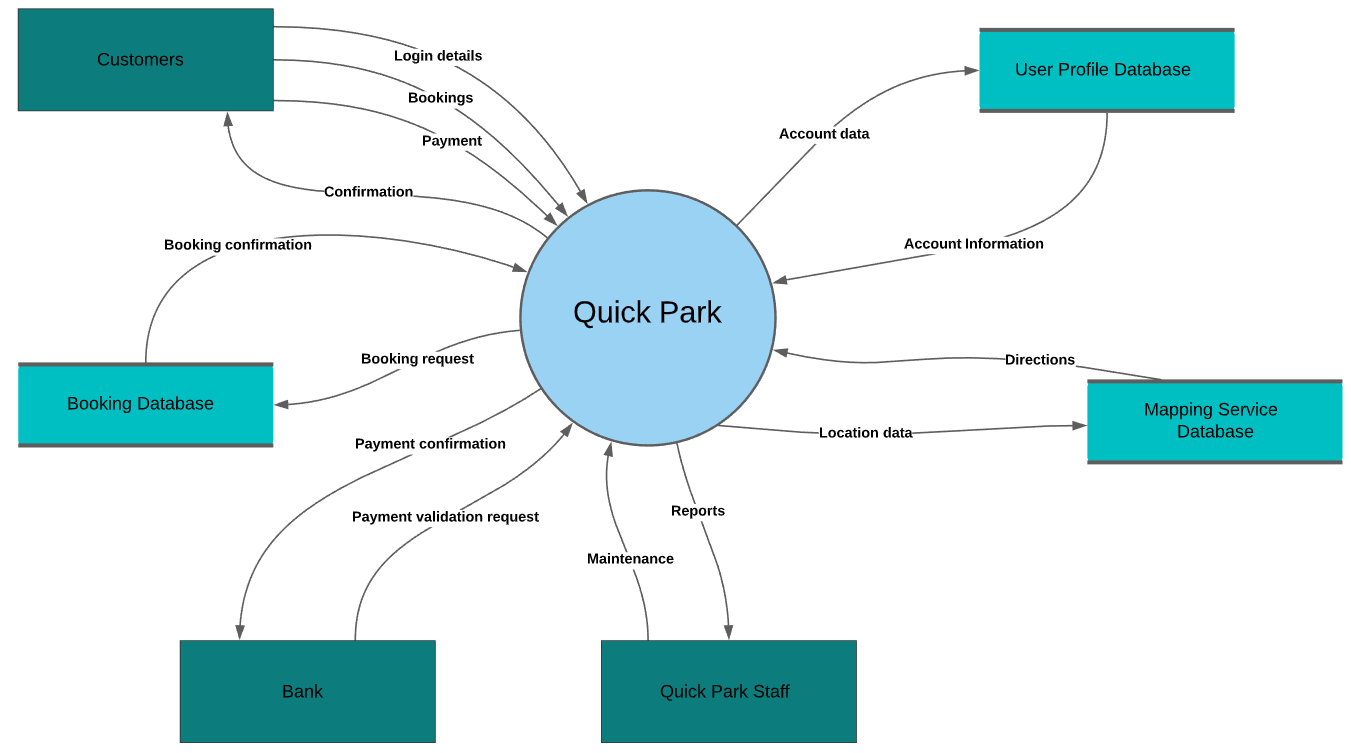 Customers
Login details
User Profile Database
Bookings
Account data
Payment
Confirmation
Booking confirmation
Account Information
Quick Park
Booking request
Directions
Booking Database
Mapping Service
Database
Location data
Payment confirmation
Reports
Payment validation request
Maintenance
Bank
Quick Park Staff